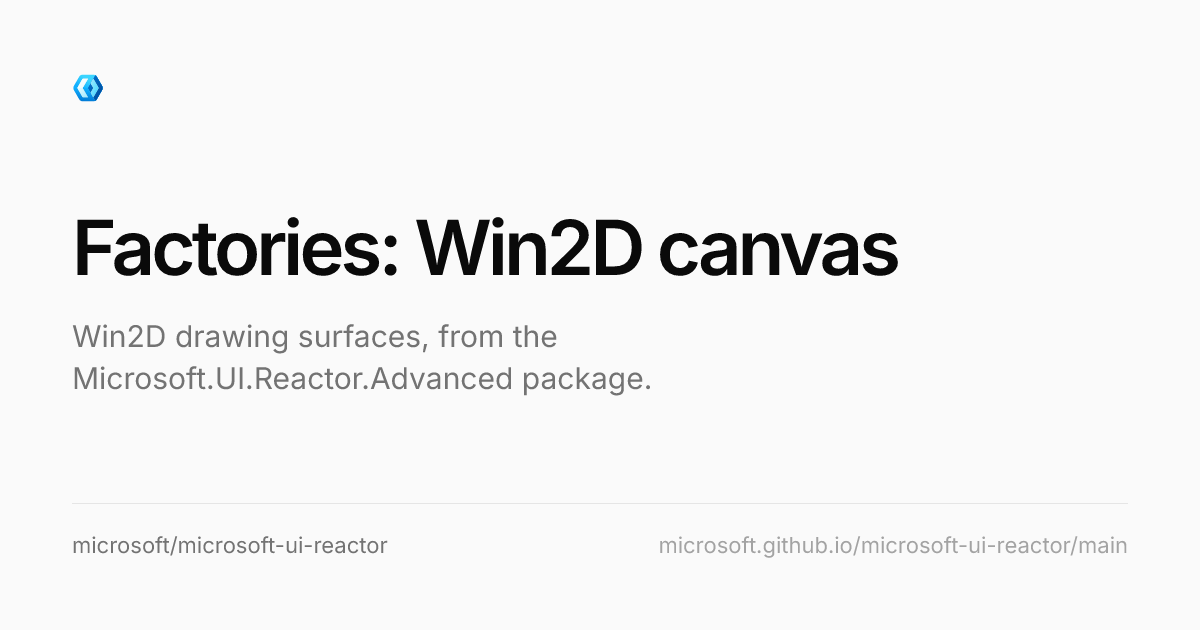 Factories: Win2D canvas
Win2D drawing surfaces, from the
Microsoft.UI.Reactor.Advanced package.
microsoft/microsoft-ui-reactor
microsoft.github.io/microsoft-ui-reactor/main